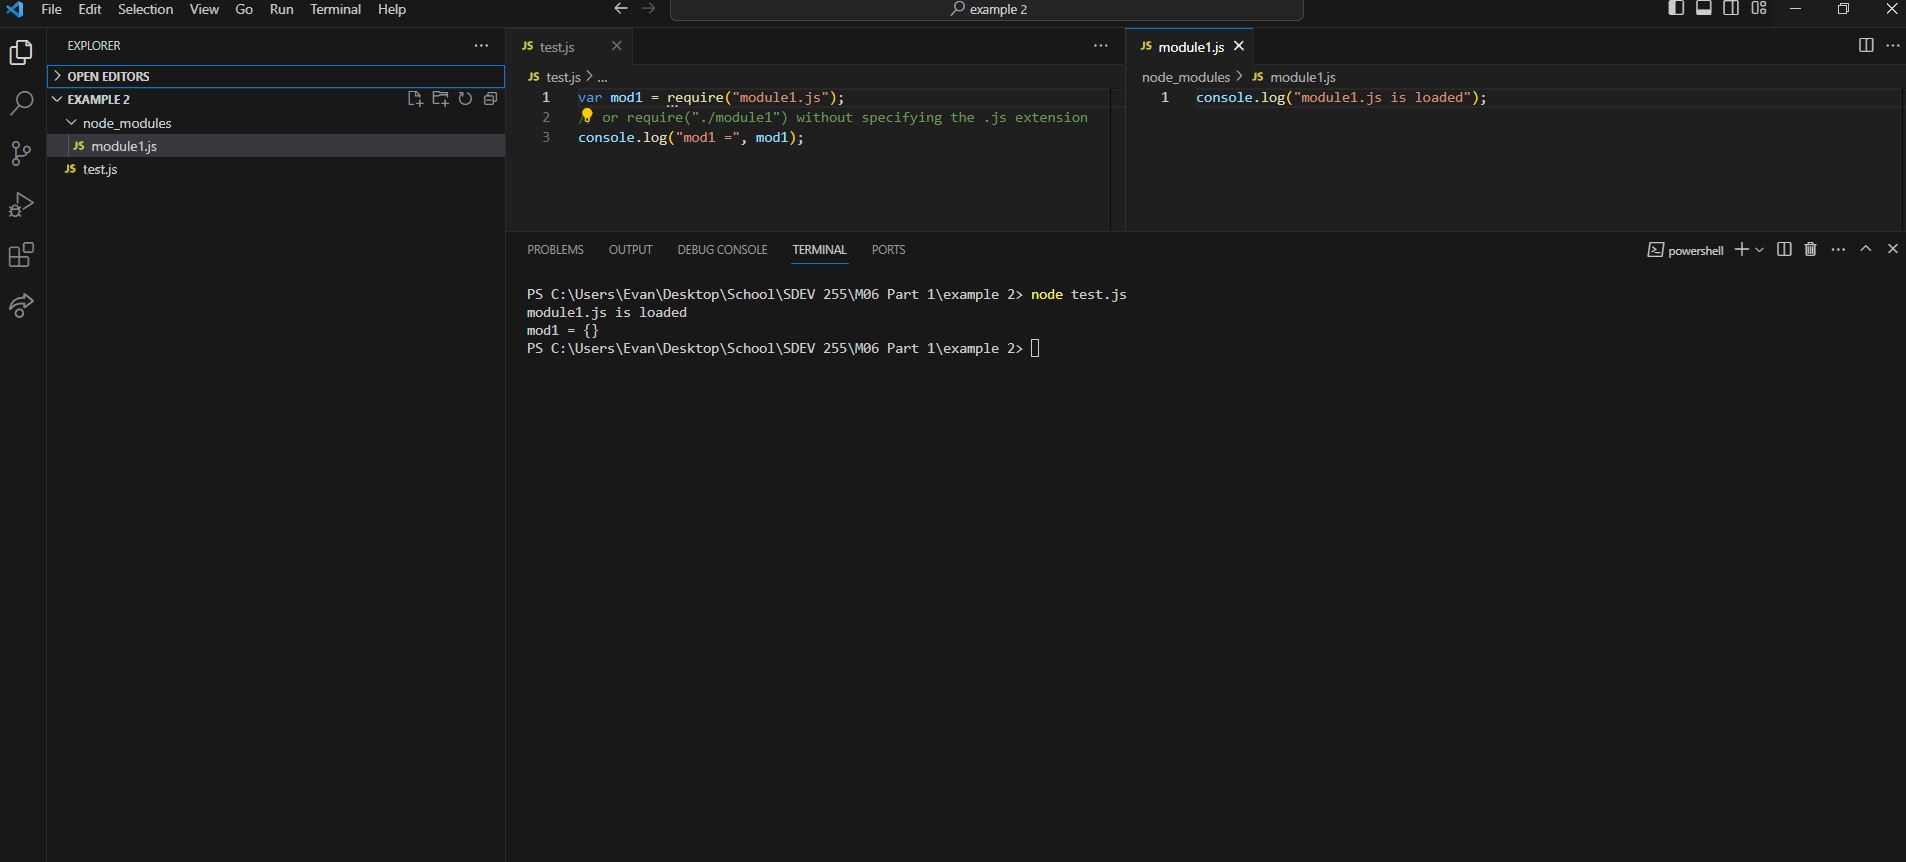 File Edit Selection View Go Run Terminal Help
example 2
EXPLORER
OPEN EDITORS
EXAMPLE 2
node_modules
JS module1.js
JS test.js
JS test.js
JS test.js > ...
1 var mod1 = require("module1.js");
2 / or require("./module1") without specifying the .js extension
3 console.log("mod1 =", mod1);
JS module1.js
node_modules > JS module1.js
1 console.log("module1.js is loaded");
PROBLEMS OUTPUT DEBUG CONSOLE TERMINAL PORTS
powershell
PS C:\Users\Evan\Desktop\School\SDEV 255\M06 Part 1\example 2> node test.js
module1.js is loaded
mod1 = {}
PS C:\Users\Evan\Desktop\School\SDEV 255\M06 Part 1\example 2>